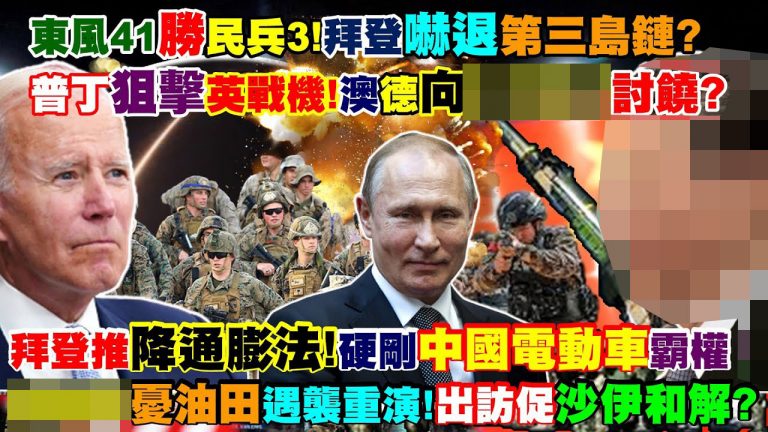 東風41勝民兵3!拜登嚇退第三島鏈?
普丁狙擊英戰機!澳德向討饒?
拜登推降通膨法!硬剛中國電動車霸權
憂油田遇襲重演!出訪促沙伊和解?